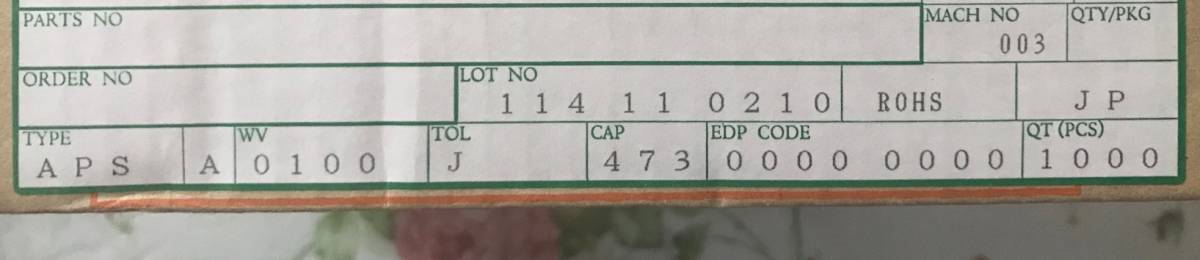 PARTS NO MACH NO QTY/PKG
003
ORDER NO LOT NO
114 11 0210 ROHS JP
TYPE WV TOL CAP EDP CODE QT (PCS)
APS A 0100 J 473 0000 0000 1000